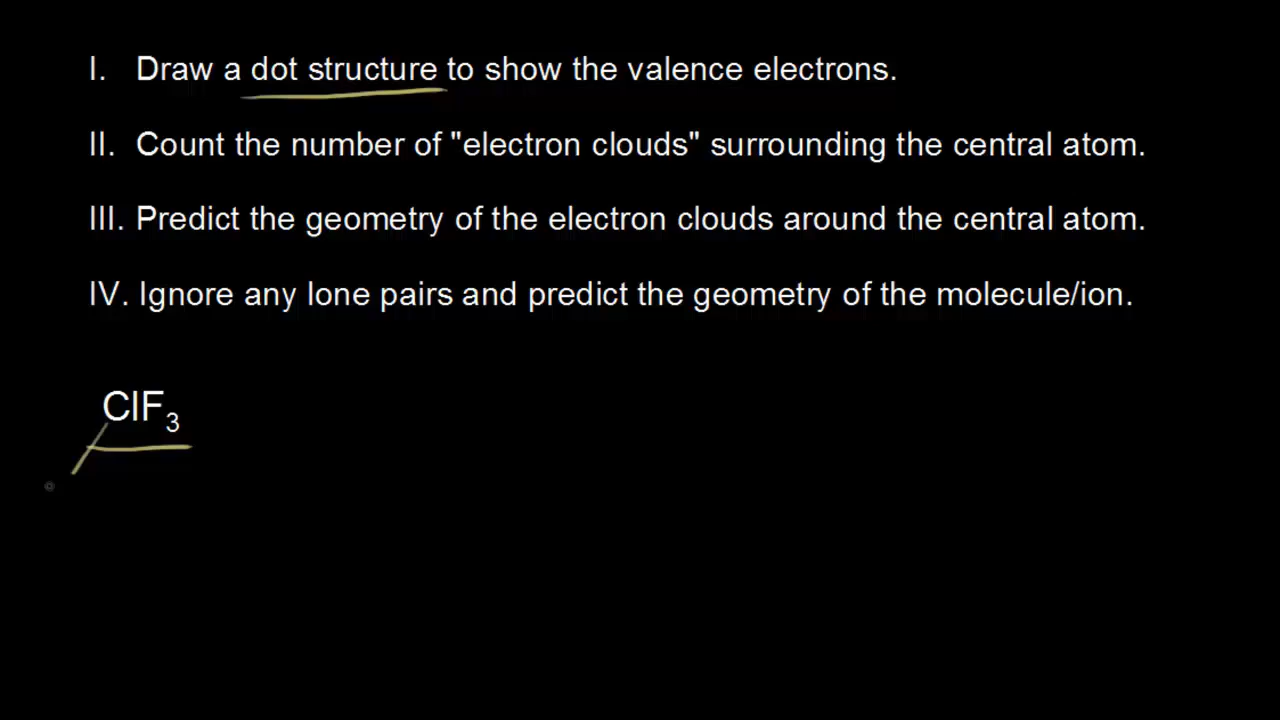 I. Draw a dot structure to show the valence electrons.
II. Count the number of "electron clouds" surrounding the central atom.
III. Predict the geometry of the electron clouds around the central atom.
IV. Ignore any lone pairs and predict the geometry of the molecule/ion.
ClF₃